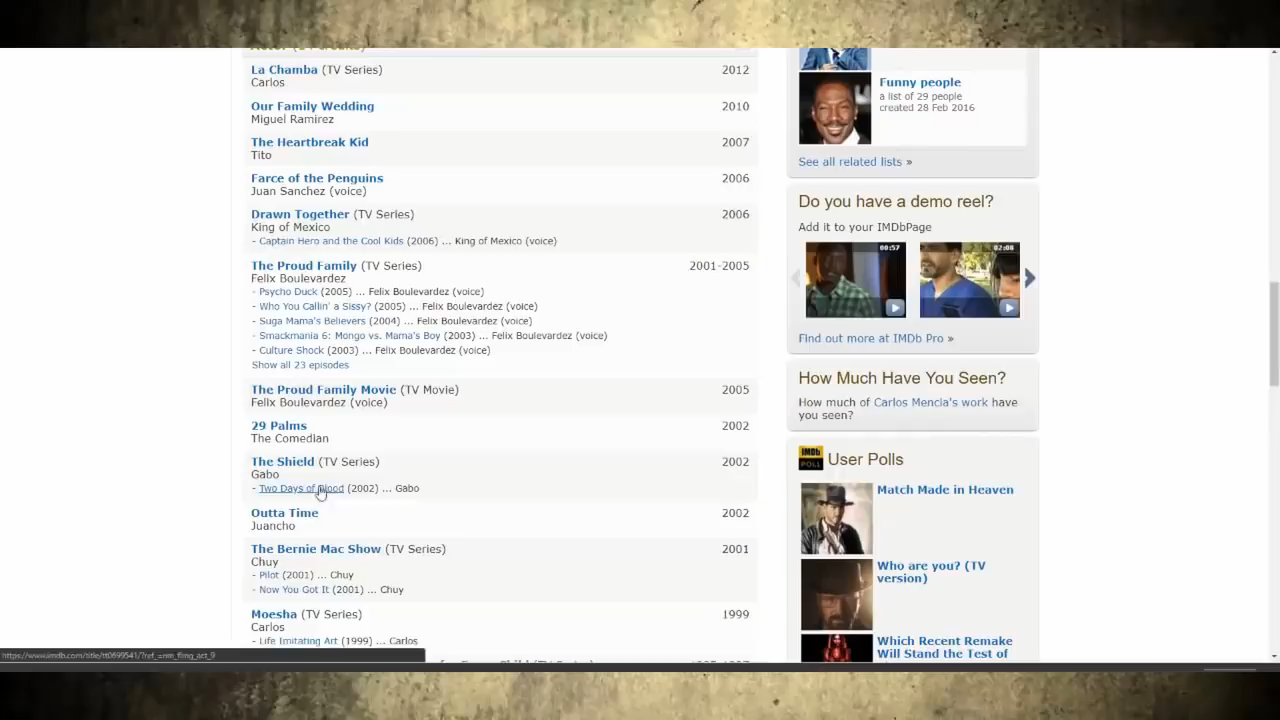 La Chamba (TV Series) 2012
Carlos
Our Family Wedding 2010
Miguel Ramirez
The Heartbreak Kid 2007
Tito
Farce of the Penguins 2006
Juan Sanchez (voice)
Drawn Together (TV Series) 2006
King of Mexico
- Captain Hero and the Cool Kids (2006) ... King of Mexico (voice)
The Proud Family (TV Series) 2001-2005
Felix Boulevardez
- Psycho Duck (2005) ... Felix Boulevardez (voice)
- Who You Callin' a Sissy? (2005) ... Felix Boulevardez (voice)
- Suga Mama's Believers (2004) ... Felix Boulevardez (voice)
- Smackmania 6: Mongo vs. Mama's Boy (2003) ... Felix Boulevardez (voice)
- Culture Shock (2003) ... Felix Boulevardez (voice)
Show all 23 episodes
The Proud Family Movie (TV Movie) 2005
Felix Boulevardez (voice)
29 Palms 2002
The Comedian
The Shield (TV Series) 2002
Gabo
- Two Days of Blood (2002) ... Gabo
Outta Time 2002
Juancho
The Bernie Mac Show (TV Series) 2001
Chuy
- Pilot (2001) ... Chuy
- Now You Got It (2001) ... Chuy
Moesha (TV Series) 1999
Carlos
- Life Imitating Art (1999) ... Carlos
https://www.imdb.com/title/tt0699541/?ref_=nm_flmg_act_9
Funny people
a list of 29 people
created 28 Feb 2016
See all related lists »
Do you have a demo reel?
Add it to your IMDbPage
00:57
02:08
Find out more at IMDb Pro »
How Much Have You Seen?
How much of Carlos Mencia's work have
you seen?
IMDb
POLL
User Polls
Match Made in Heaven
Who are you? (TV
version)
Which Recent Remake
Will Stand the Test of